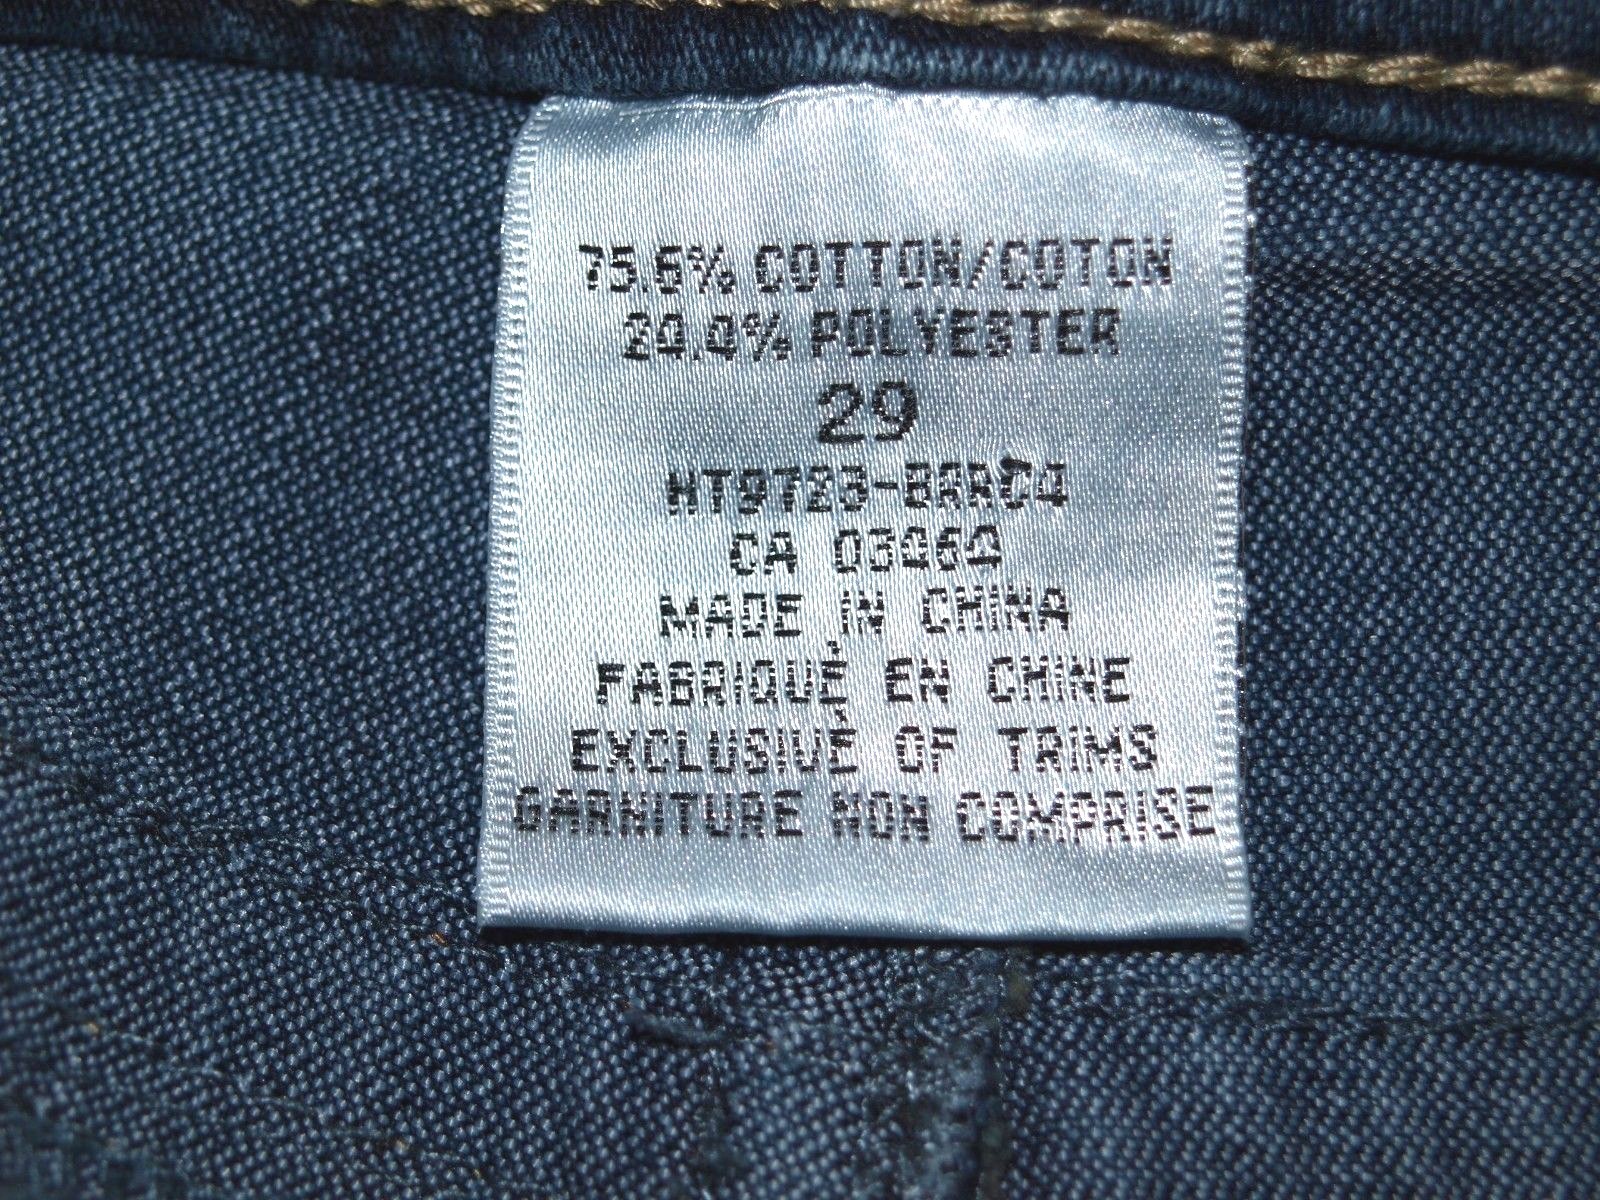 75.6% COTTON/COTON
24.4% POLYESTER
29
CA 03464
MADE IN CHINA
FABRIQUÉ EN CHINE
EXCLUSIVÈ OF TRIMS
GARNITURE NON COMPRISE